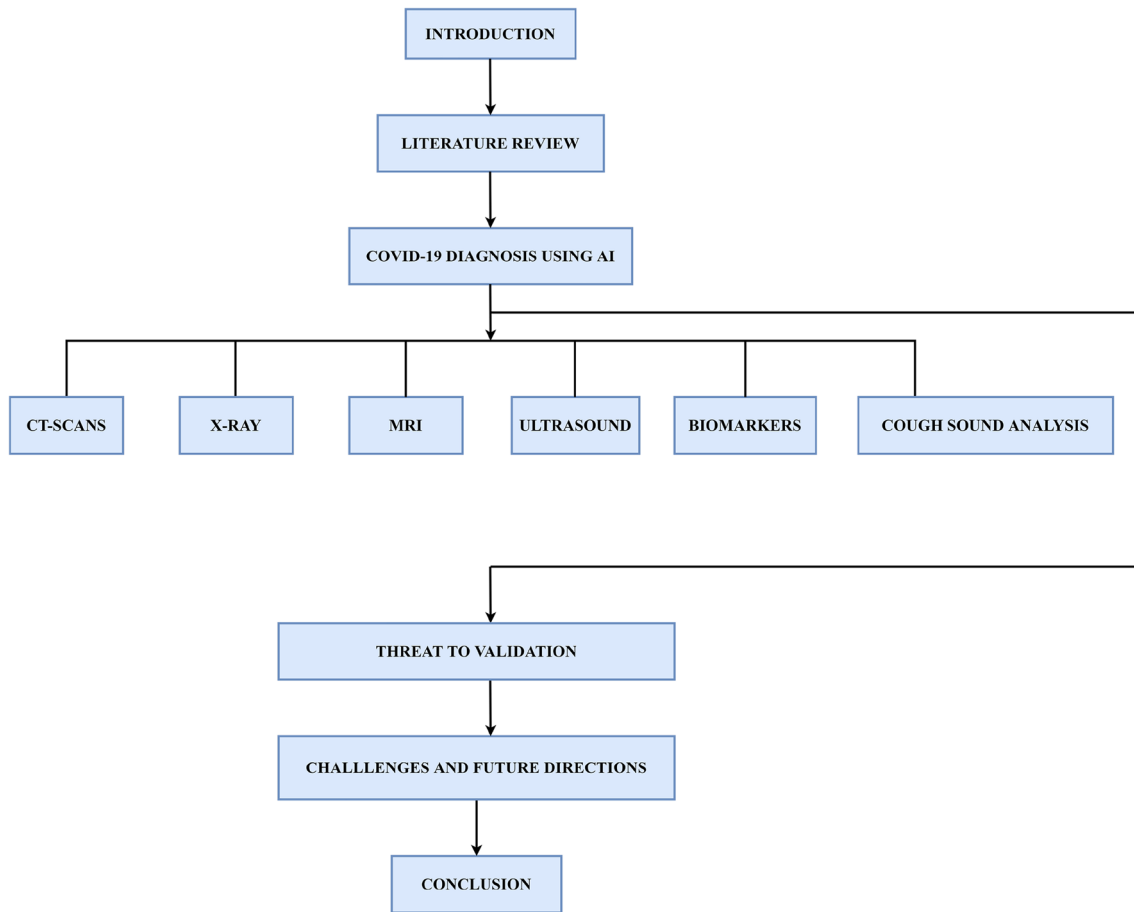 INTRODUCTION
LITERATURE REVIEW
COVID-19 DIAGNOSIS USING AI
CT-SCANS
X-RAY
MRI
ULTRASOUND
BIOMARKERS
COUGH SOUND ANALYSIS
THREAT TO VALIDATION
CHALLLENGES AND FUTURE DIRECTIONS
CONCLUSION